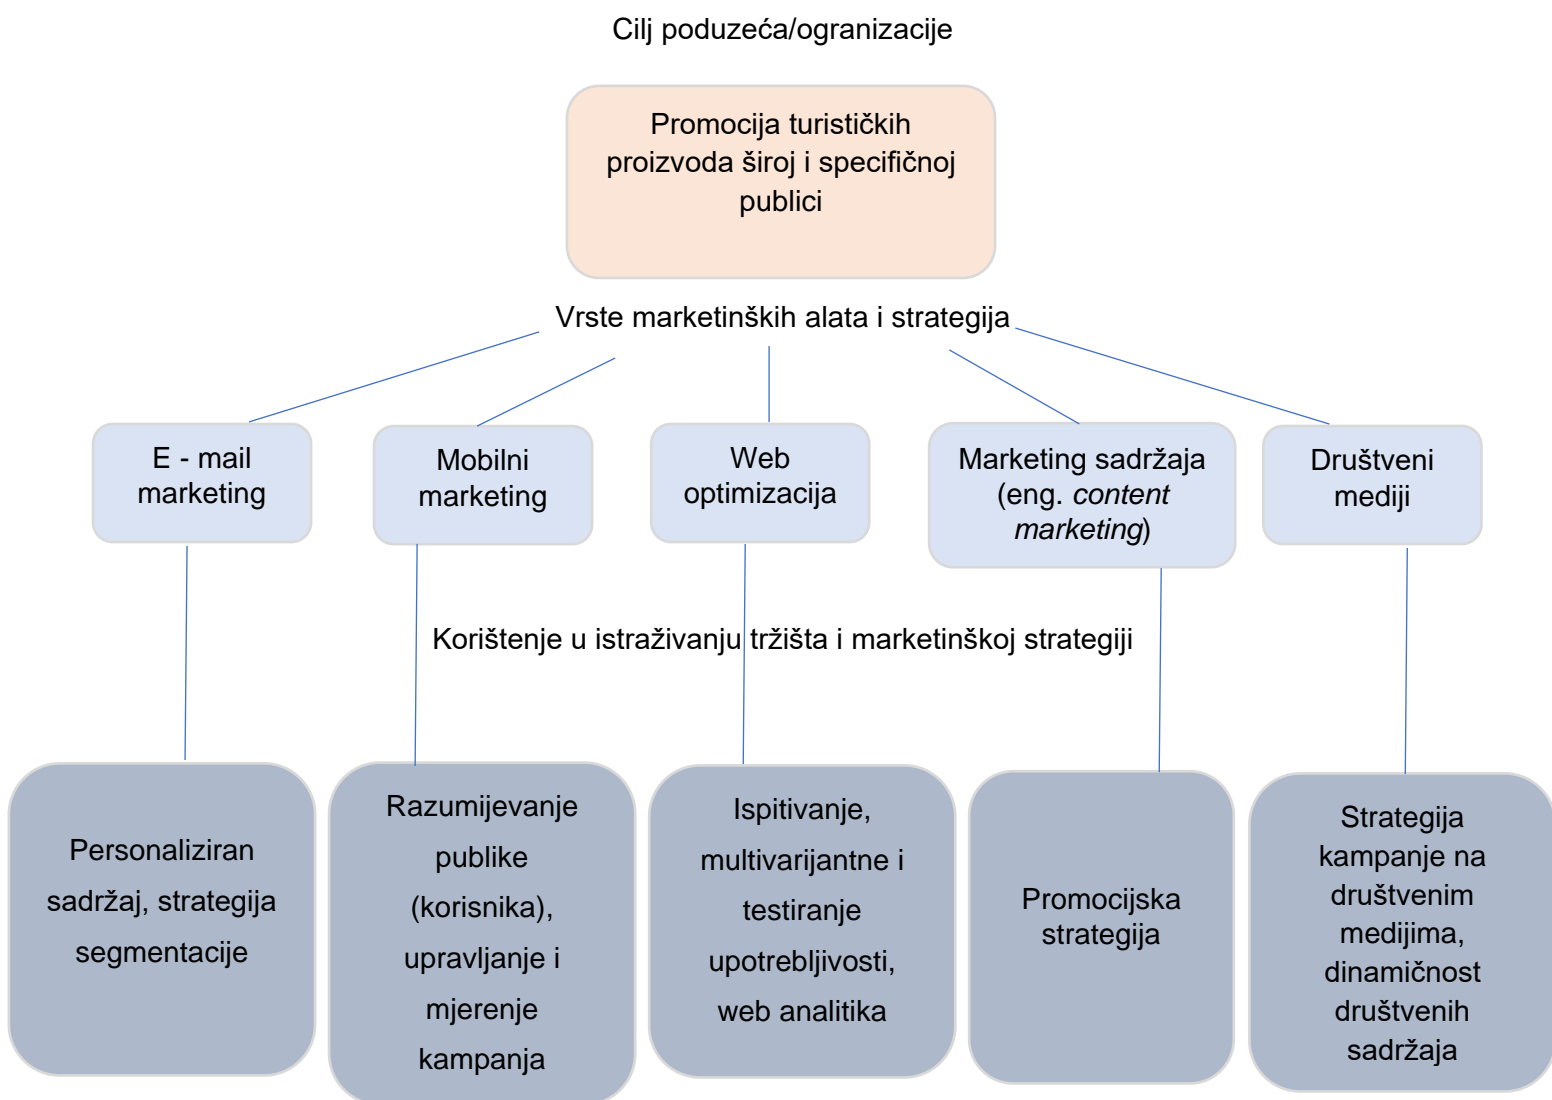 Cilj poduzeća/ogranizacije
Promocija turističkih
proizvoda široj i specifičnoj
publici
Vrste marketinških alata i strategija
E - mail
marketing
Mobilni
marketing
Web
optimizacija
Marketing sadržaja
(eng. content
marketing)
Društveni
mediji
Korištenje u istraživanju tržišta i marketinškoj strategiji
Personaliziran
sadržaj, strategija
segmentacije
Razumijevanje
publike
(korisnika),
upravljanje i
mjerenje
kampanja
Ispitivanje,
multivarijantne i
testiranje
upotrebljivosti,
web analitika
Promocijska
strategija
Strategija
kampanje na
društvenim
medijima,
dinamičnost
društvenih
sadržaja